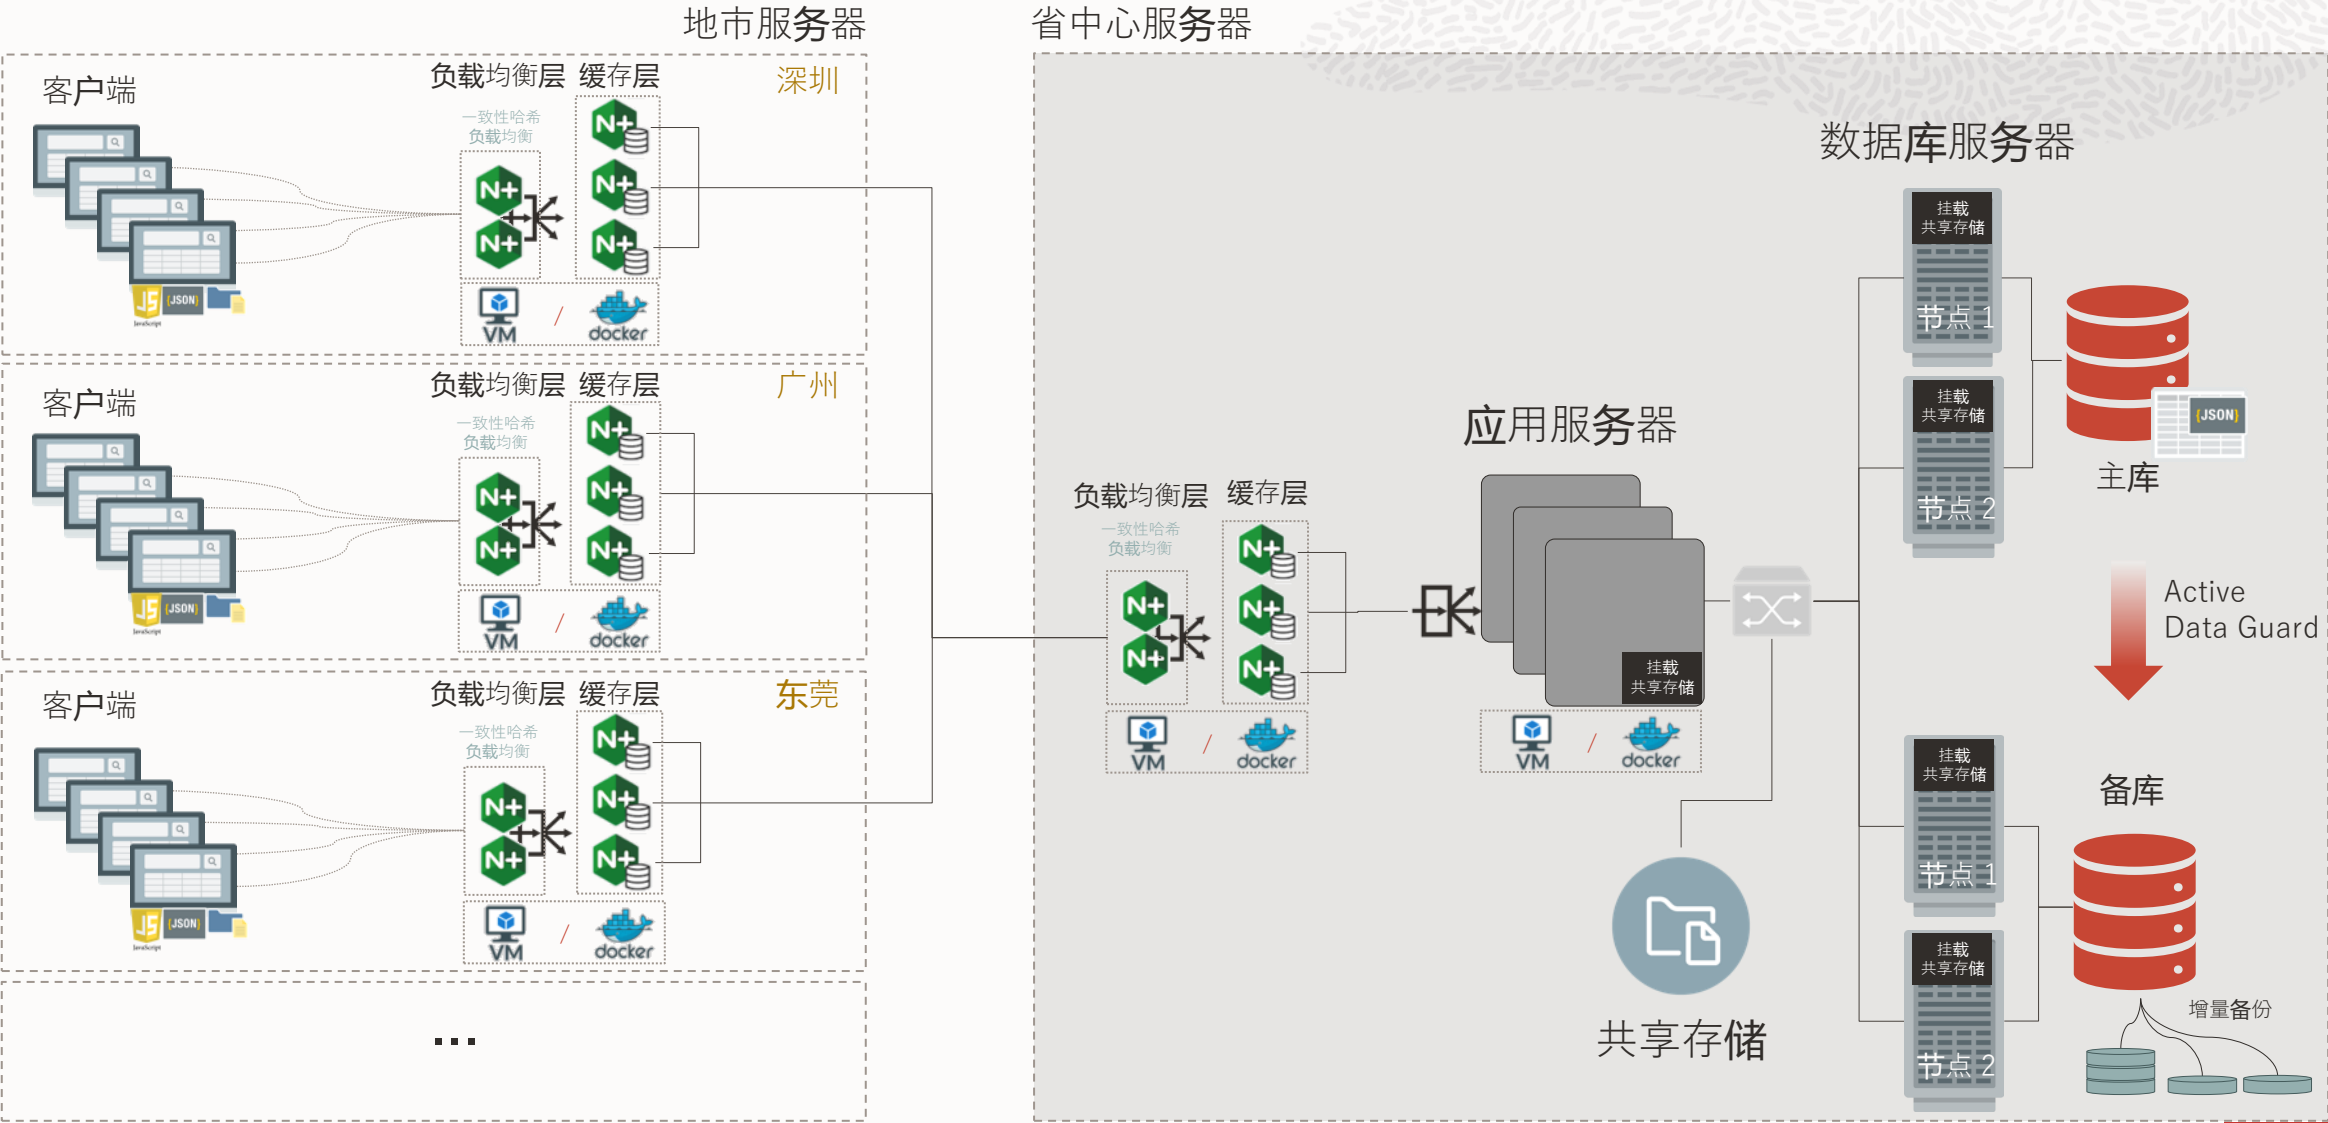 地市服务器
省中心服务器
客户端
负载均衡层
缓存层
深圳
一致性哈希
负载均衡
N+
N+
N+
N+
N+
JS
{JSON}
JavaScript
VM
/
docker
客户端
负载均衡层
缓存层
广州
一致性哈希
负载均衡
N+
N+
N+
N+
N+
JS
{JSON}
JavaScript
VM
/
docker
客户端
负载均衡层
缓存层
东莞
一致性哈希
负载均衡
N+
N+
N+
N+
N+
JS
{JSON}
JavaScript
VM
/
docker
...
负载均衡层
缓存层
一致性哈希
负载均衡
N+
N+
N+
N+
N+
VM
/
docker
应用服务器
挂载
共享存储
VM
/
docker
共享存储
数据库服务器
挂载
共享存储
节点 1
挂载
共享存储
节点 2
{JSON}
主库
Active
Data Guard
挂载
共享存储
节点 1
挂载
共享存储
节点 2
备库
增量备份